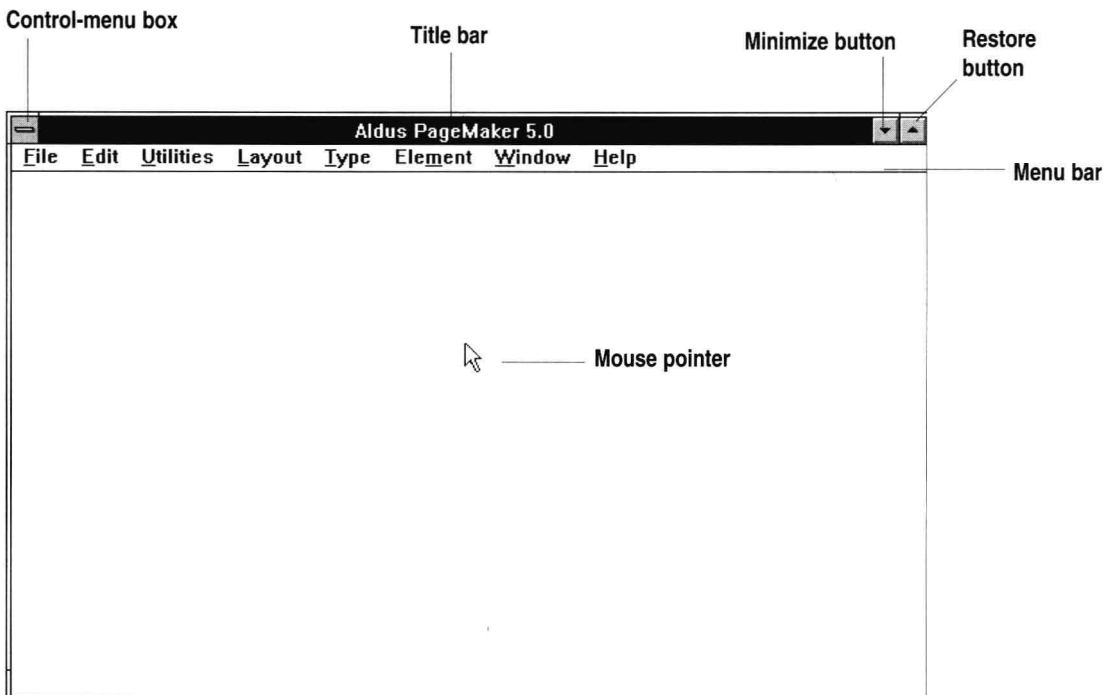 Control-menu box
Title bar
Minimize button
Restore
button
Aldus PageMaker 5.0
File Edit Utilities Layout Type Element Window Help
Menu bar
Mouse pointer